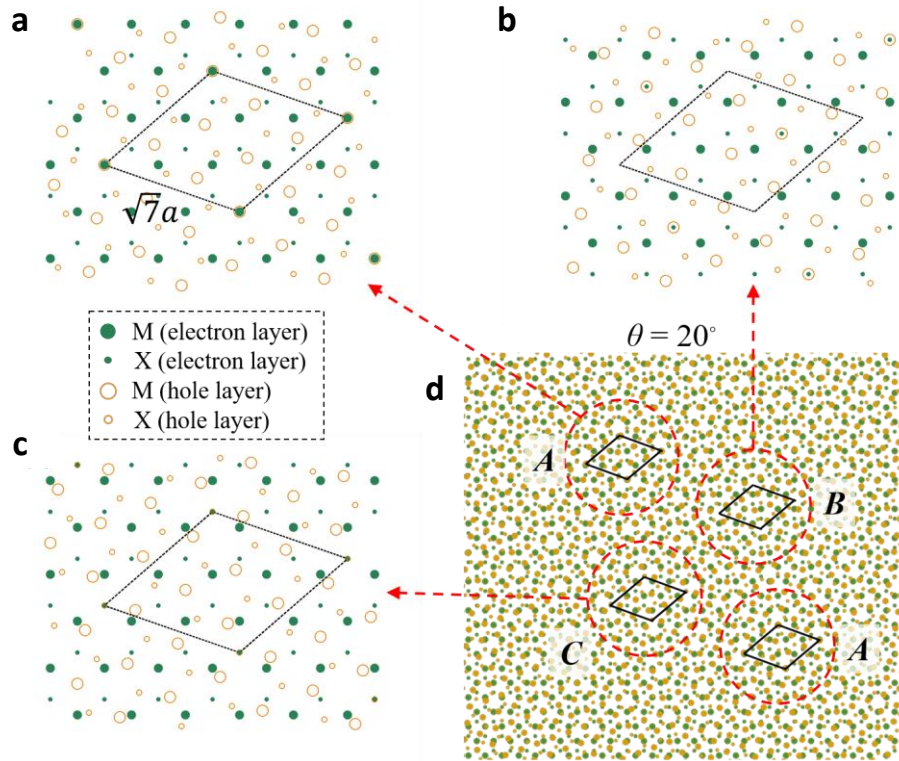 a
b
√7a
M (electron layer)
X (electron layer)
M (hole layer)
X (hole layer)
θ = 20°
c
d
A
B
C
A